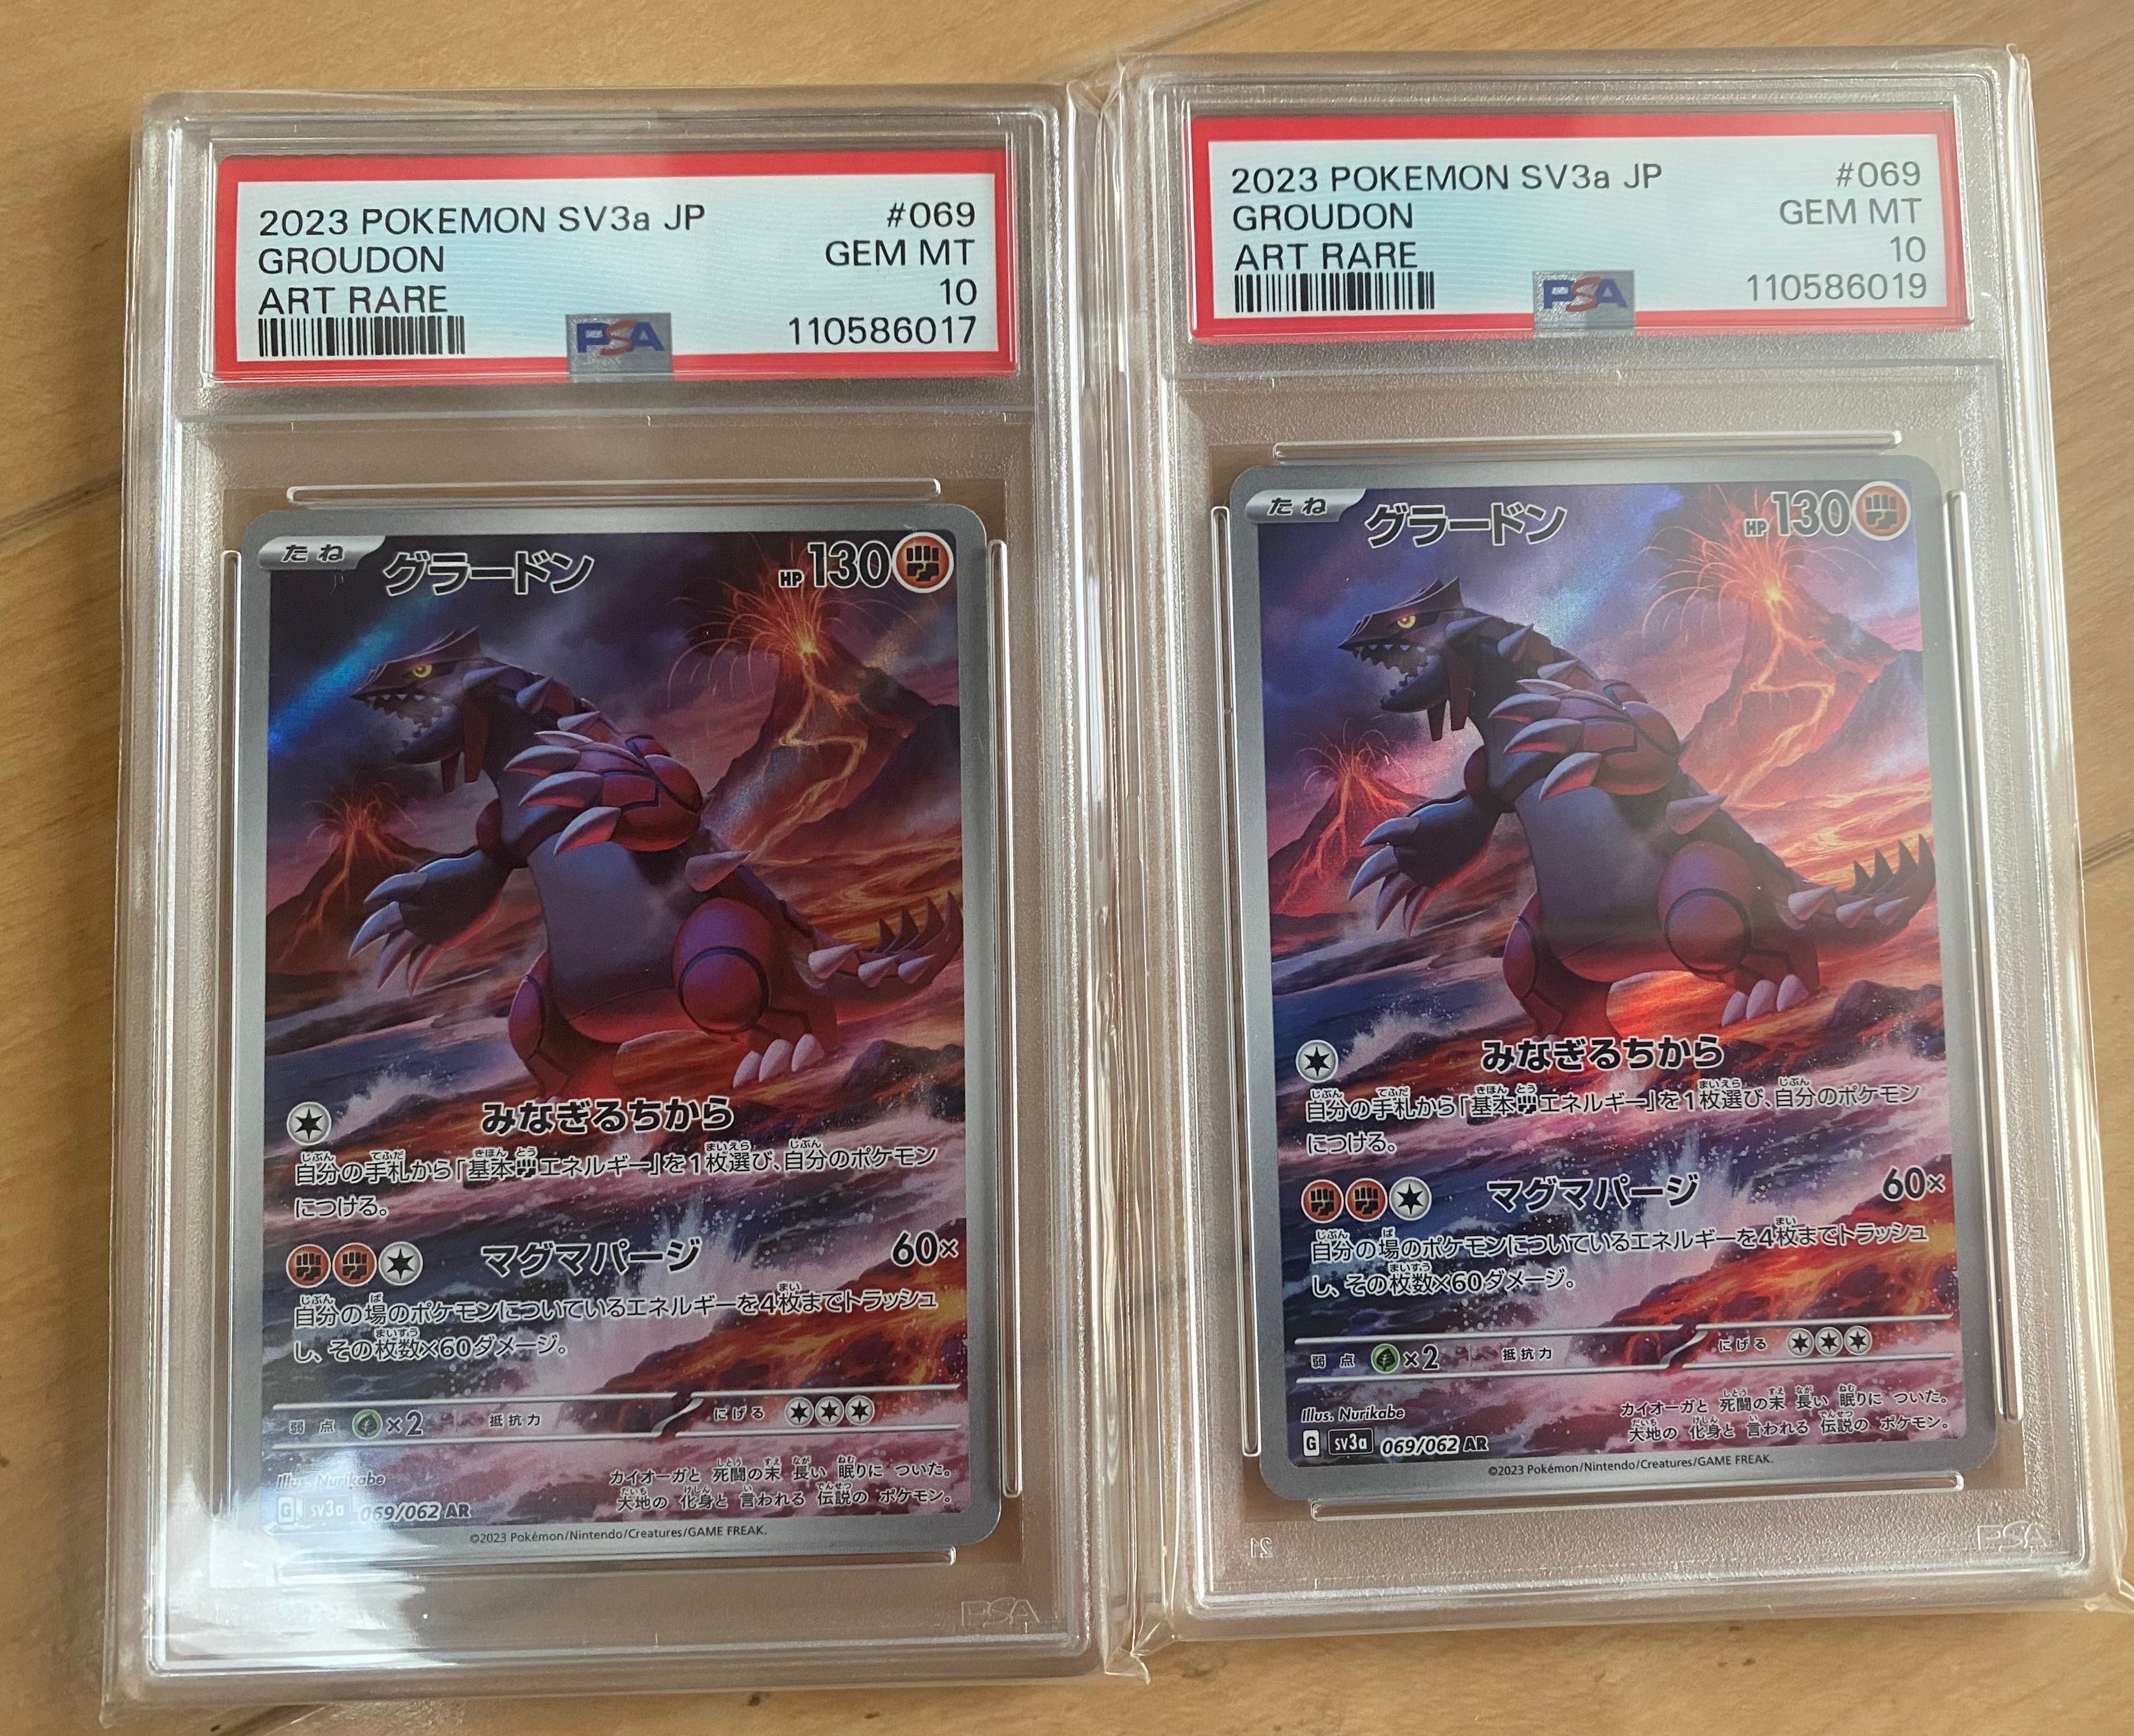 2023 POKEMON SV3a JP #069
GROUDON GEM MT
ART RARE 10
PSA 110586017
たね グラードン HP 130
みなぎるちから
自分の手札から「基本エネルギー」を1枚選び、自分のポケモン
につける。
マグマパージ 60×
自分の場のポケモンについているエネルギーを4枚までトラッシュ
し、その枚数×60ダメージ。
弱点 ×2 抵抗力 にげる
Illus. Nurikabe
カイオーガと 死闘の末 長い 眠りに ついた。
大地の 化身と 言われる 伝説の ポケモン。
G sv3a 069/062 AR
©2023 Pokémon/Nintendo/Creatures/GAME FREAK.
PSA
2023 POKEMON SV3a JP #069
GROUDON GEM MT
ART RARE 10
PSA 110586019
たね グラードン HP 130
みなぎるちから
自分の手札から「基本エネルギー」を1枚選び、自分のポケモン
につける。
マグマパージ 60×
自分の場のポケモンについているエネルギーを4枚までトラッシュ
し、その枚数×60ダメージ。
弱点 ×2 抵抗力 にげる
Illus. Nurikabe
カイオーガと 死闘の末 長い 眠りに ついた。
大地の 化身と 言われる 伝説の ポケモン。
G sv3a 069/062 AR
©2023 Pokémon/Nintendo/Creatures/GAME FREAK.
PSA